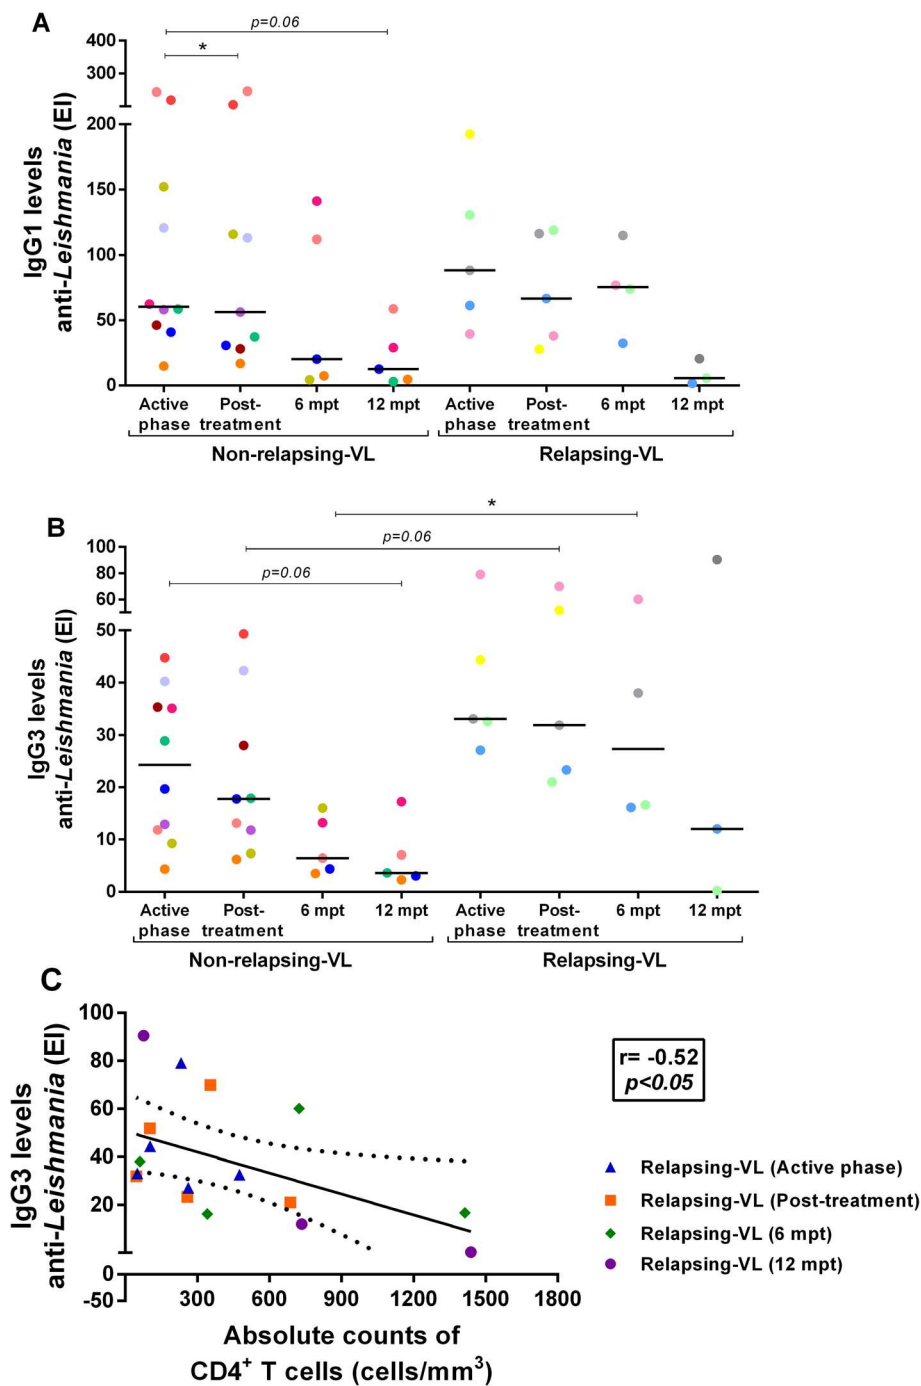 A
p=0.06
*
400
300
200
150
100
50
0
IgG1 levels
anti-Leishmania (EI)
Active phase
Post-treatment
6 mpt
12 mpt
Active phase
Post-treatment
6 mpt
12 mpt
Non-relapsing-VL
Relapsing-VL
B
*
p=0.06
p=0.06
100
80
60
50
40
30
20
10
0
IgG3 levels
anti-Leishmania (EI)
Active phase
Post-treatment
6 mpt
12 mpt
Active phase
Post-treatment
6 mpt
12 mpt
Non-relapsing-VL
Relapsing-VL
C
100
80
60
40
20
0
-50
IgG3 levels
anti-Leishmania (EI)
300 600 900 1200 1500 1800
Absolute counts of
CD4+ T cells (cells/mm3)
r= -0.52
p<0.05
Relapsing-VL (Active phase)
Relapsing-VL (Post-treatment)
Relapsing-VL (6 mpt)
Relapsing-VL (12 mpt)